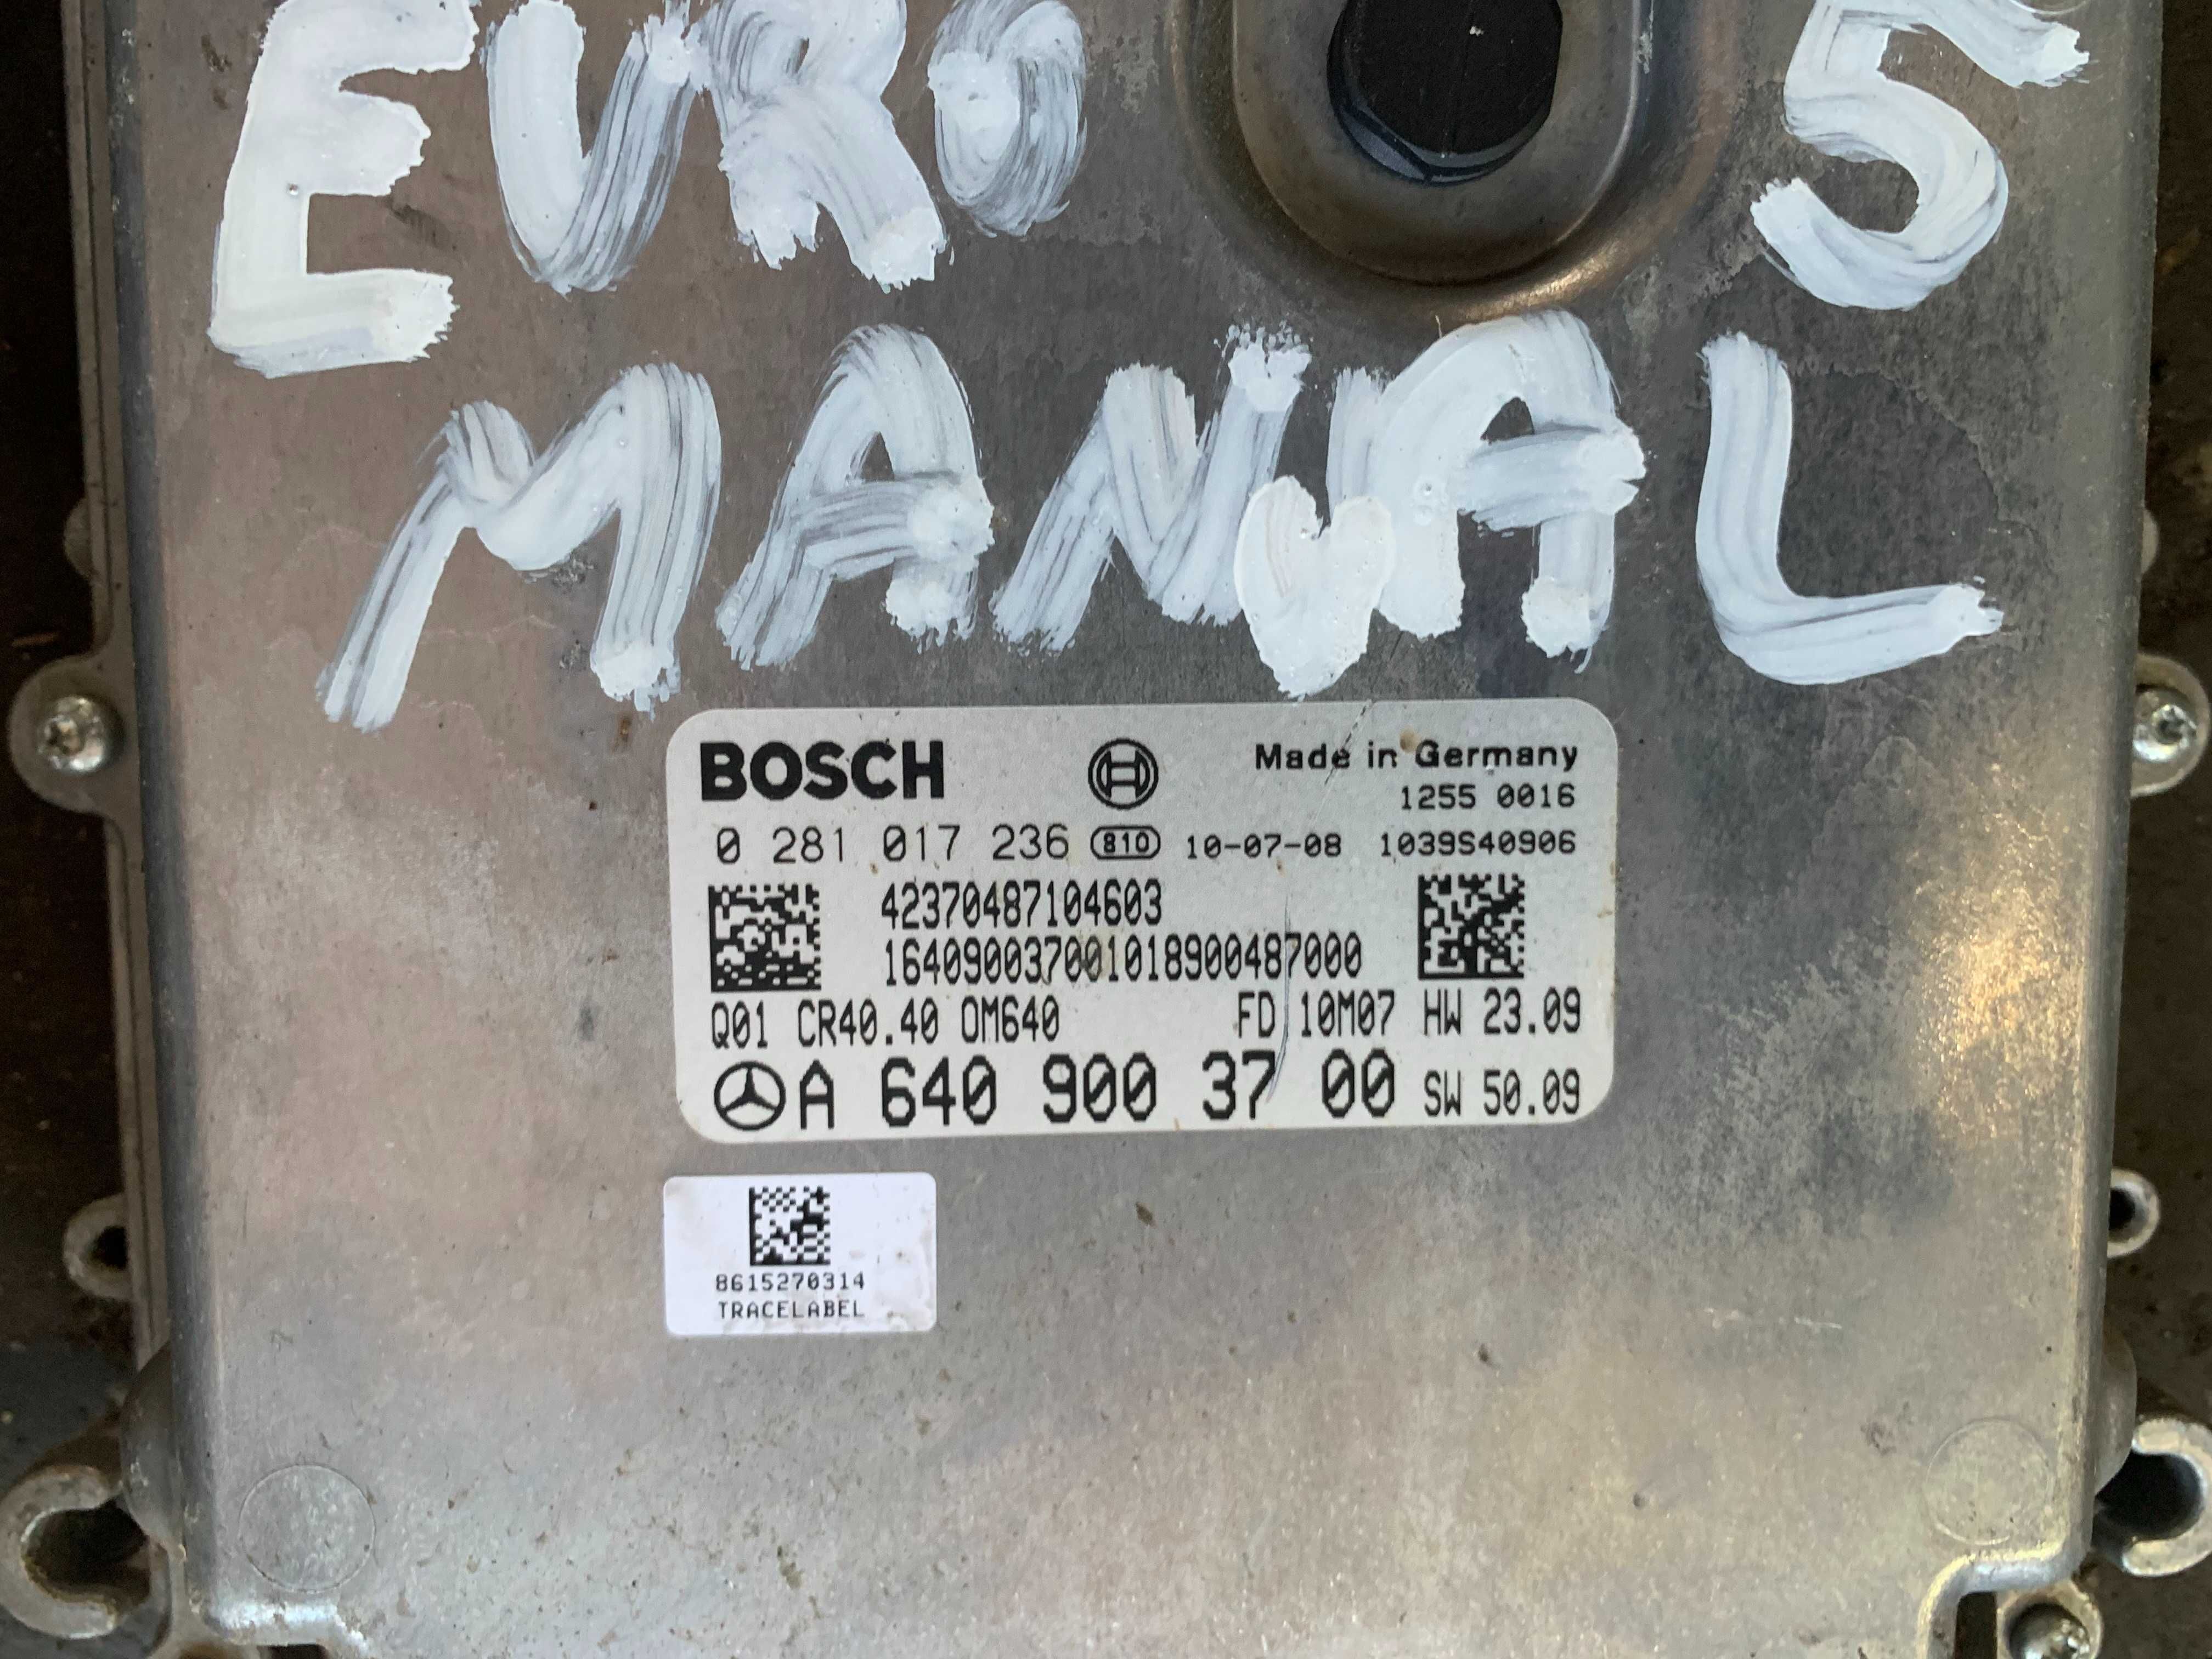 EURO 5
MANUAL
BOSCH Made in Germany
1255 0016
0 281 017 236 810 10-07-08 1039S40906
42370487104603
164090037001018900487000
Q01 CR40.40 OM640 FD 10M07 HW 23.09
A 640 900 37 00 SW 50.09
8615270314
TRACELABEL